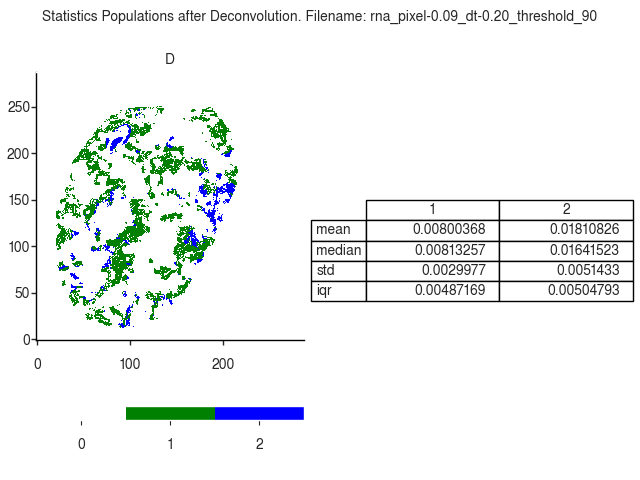 Statistics Populations after Deconvolution. Filename: rna_pixel-0.09_dt-0.20_threshold_90
D
250
200
150
100
50
0
0 100 200
0 1 2
1 2
mean 0.00800368 0.01810826
median 0.00813257 0.01641523
std 0.0029977 0.0051433
iqr 0.00487169 0.00504793